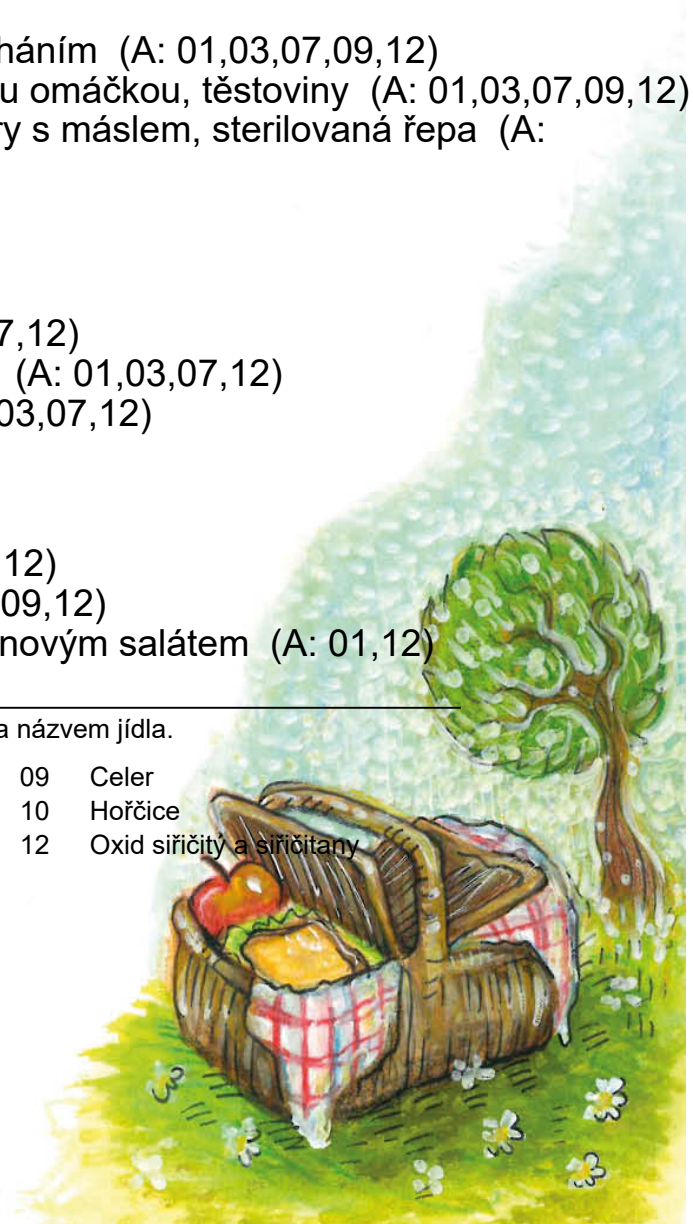 háním (A: 01,03,07,09,12)
u omáčkou, těstoviny (A: 01,03,07,09,12)
ry s máslem, sterilovaná řepa (A:
7,12)
(A: 01,03,07,12)
03,07,12)
12)
09,12)
novým salátem (A: 01,12)
a názvem jídla.
09 Celer
10 Hořčice
12 Oxid siřičitý a siřičitany